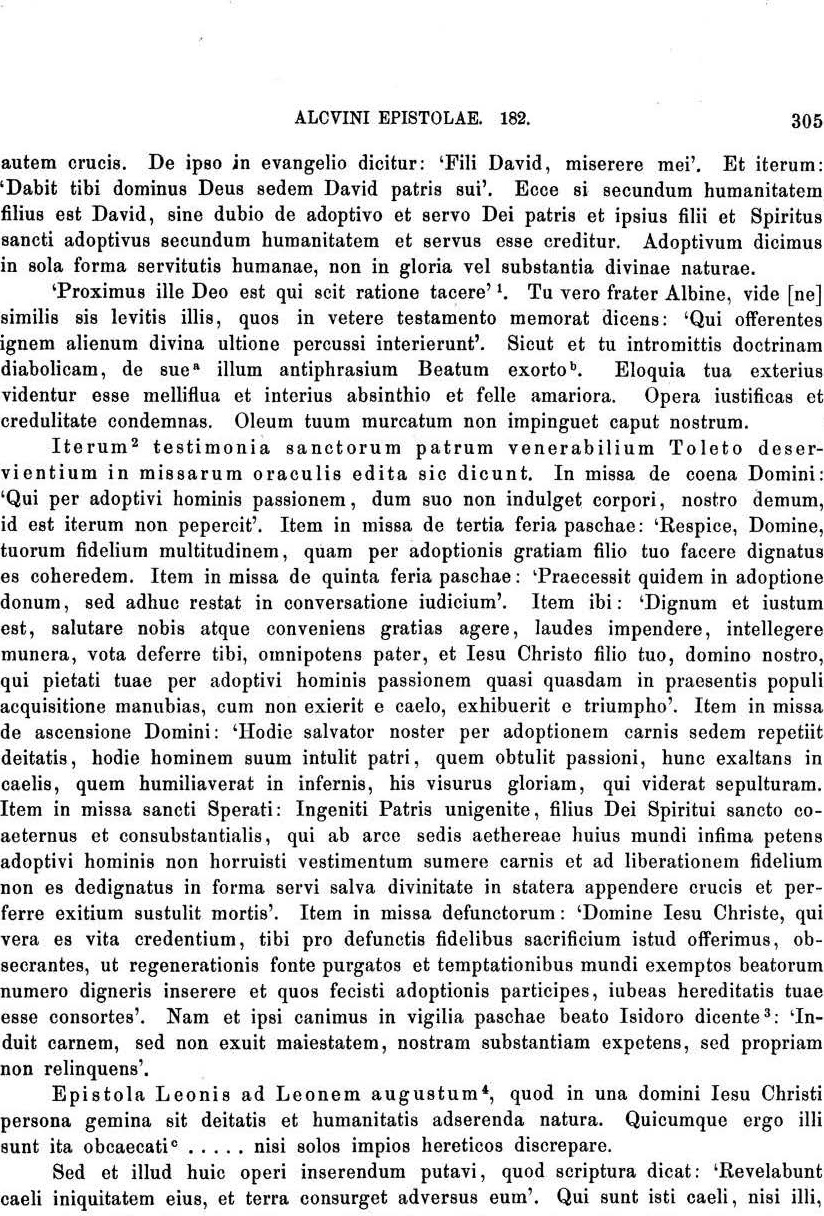 ALCVINI EPISTOLAE. 182. 305
autem crucis. De ipso in evangelio dicitur: ‘Fili David, miserere mei’. Et iterum:
‘Dabit tibi dominus Deus sedem David patris sui’. Ecce si secundum humanitatem
filius est David, sine dubio de adoptivo et servo Dei patris et ipsius filii et Spiritus
sancti adoptivus secundum humanitatem et servus esse creditur. Adoptivum dicimus
in sola forma servitutis humanae, non in gloria vel substantia divinae naturae.
‘Proximus ille Deo est qui scit ratione tacere’ ¹. Tu vero frater Albine, vide [ne]
similis sis levitis illis, quos in vetere testamento memorat dicens: ‘Qui offerentes
ignem alienum divina ultione percussi interierunt’. Sicut et tu intromittis doctrinam
diabolicam, de sueᵃ illum antiphrasium Beatum exortoᵇ. Eloquia tua exterius
videntur esse melliflua et interius absinthio et felle amariora. Opera iustificas et
credulitate condemnas. Oleum tuum murcatum non impinguet caput nostrum.
Iterum² testimonia sanctorum patrum venerabilium Toleto deser-
vientium in missarum oraculis edita sic dicunt. In missa de coena Domini:
‘Qui per adoptivi hominis passionem, dum suo non indulget corpori, nostro demum,
id est iterum non pepercit’. Item in missa de tertia feria paschae: ‘Respice, Domine,
tuorum fidelium multitudinem, quam per adoptionis gratiam filio tuo facere dignatus
es coheredem. Item in missa de quinta feria paschae: ‘Praecessit quidem in adoptione
donum, sed adhuc restat in conversatione iudicium’. Item ibi: ‘Dignum et iustum
est, salutare nobis atque conveniens gratias agere, laudes impendere, intellegere
munera, vota deferre tibi, omnipotens pater, et Iesu Christo filio tuo, domino nostro,
qui pietati tuae per adoptivi hominis passionem quasi quasdam in praesentis populi
acquisitione manubias, cum non exierit e caelo, exhibuerit e triumpho’. Item in missa
de ascensione Domini: ‘Hodie salvator noster per adoptionem carnis sedem repetiit
deitatis, hodie hominem suum intulit patri, quem obtulit passioni, hunc exaltans in
caelis, quem humiliaverat in infernis, his visurus gloriam, qui viderat sepulturam.
Item in missa sancti Sperati: Ingeniti Patris unigenite, filius Dei Spiritui sancto co-
aeternus et consubstantialis, qui ab arce sedis aethereae huius mundi infima petens
adoptivi hominis non horruisti vestimentum sumere carnis et ad liberationem fidelium
non es dedignatus in forma servi salva divinitate in statera appendere crucis et per-
ferre exitium sustulit mortis’. Item in missa defunctorum: ‘Domine Iesu Christe, qui
vera es vita credentium, tibi pro defunctis fidelibus sacrificium istud offerimus, ob-
secrantes, ut regenerationis fonte purgatos et temptationibus mundi exemptos beatorum
numero digneris inserere et quos fecisti adoptionis participes, iubeas hereditatis tuae
esse consortes’. Nam et ipsi canimus in vigilia paschae beato Isidoro dicente³: ‘In-
duit carnem, sed non exuit maiestatem, nostram substantiam expetens, sed propriam
non relinquens’.
Epistola Leonis ad Leonem augustum⁴, quod in una domini Iesu Christi
persona gemina sit deitatis et humanitatis adserenda natura. Quicumque ergo illi
sunt ita obcaecatiᶜ ..... nisi solos impios hereticos discrepare.
Sed et illud huic operi inserendum putavi, quod scriptura dicat: ‘Revelabunt
caeli iniquitatem eius, et terra consurget adversus eum’. Qui sunt isti caeli, nisi illi,